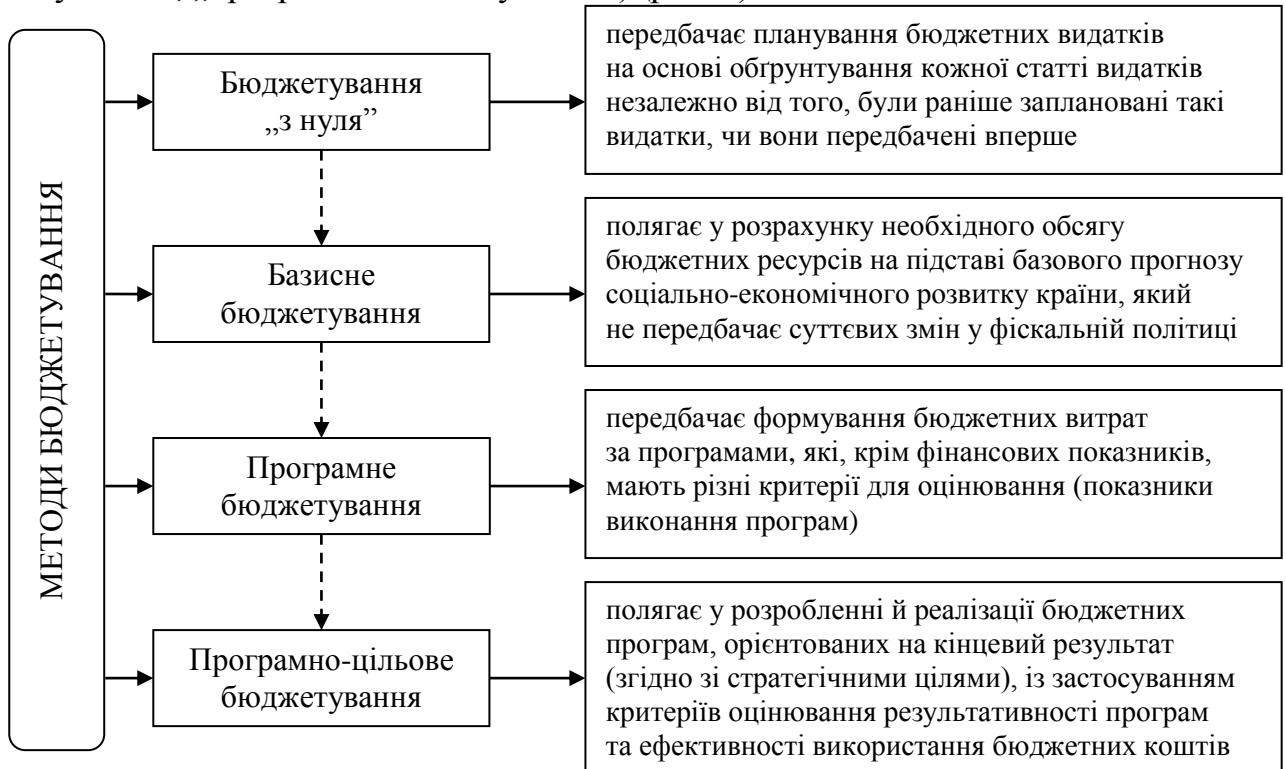 МЕТОДИ БЮДЖЕТУВАННЯ
Бюджетування
„з нуля”
передбачає планування бюджетних видатків
на основі обґрунтування кожної статті видатків
незалежно від того, були раніше заплановані такі
видатки, чи вони передбачені вперше
Базисне
бюджетування
полягає у розрахунку необхідного обсягу
бюджетних ресурсів на підставі базового прогнозу
соціально-економічного розвитку країни, який
не передбачає суттєвих змін у фіскальній політиці
Програмне
бюджетування
передбачає формування бюджетних витрат
за програмами, які, крім фінансових показників,
мають різні критерії для оцінювання (показники
виконання програм)
Програмно-цільове
бюджетування
полягає у розробленні й реалізації бюджетних
програм, орієнтованих на кінцевий результат
(згідно зі стратегічними цілями), із застосуванням
критеріїв оцінювання результативності програм
та ефективності використання бюджетних коштів